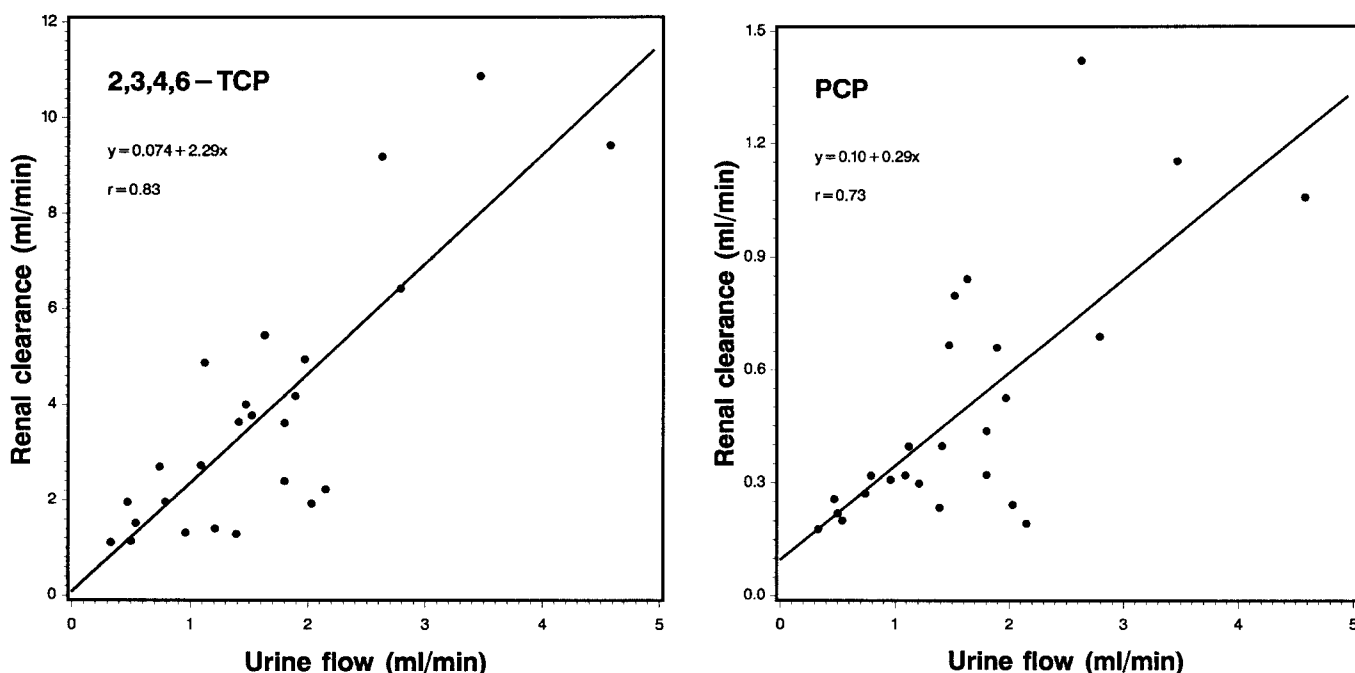 12
10
8
6
4
2
0
Renal clearance (ml/min)
2,3,4,6 – TCP
y = 0.074 + 2.29x
r = 0.83
0 1 2 3 4 5
Urine flow (ml/min)
1.5
1.2
0.9
0.6
0.3
0.0
Renal clearance (ml/min)
PCP
y = 0.10 + 0.29x
r = 0.73
0 1 2 3 4 5
Urine flow (ml/min)